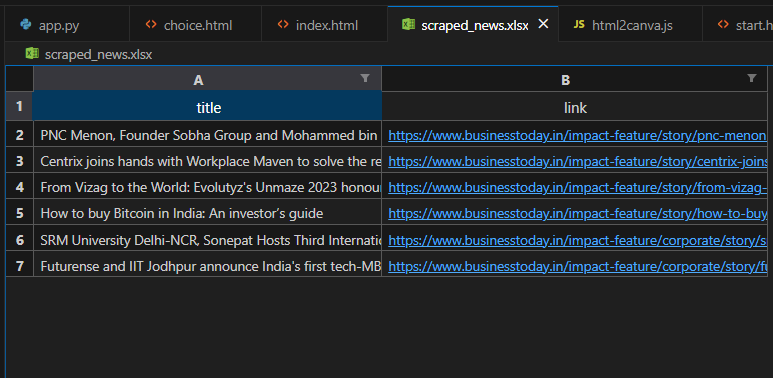 app.py choice.html index.html scraped_news.xlsx JS html2canva.js start.h
scraped_news.xlsx
A B
1 title link
2 PNC Menon, Founder Sobha Group and Mohammed bin https://www.businesstoday.in/impact-feature/story/pnc-menon
3 Centrix joins hands with Workplace Maven to solve the re https://www.businesstoday.in/impact-feature/story/centrix-joins
4 From Vizag to the World: Evolutyz's Unmaze 2023 honou https://www.businesstoday.in/impact-feature/story/from-vizag-
5 How to buy Bitcoin in India: An investor's guide https://www.businesstoday.in/impact-feature/story/how-to-buy
6 SRM University Delhi-NCR, Sonepat Hosts Third Internatio https://www.businesstoday.in/impact-feature/corporate/story/s
7 Futurense and IIT Jodhpur announce India's first tech-MB https://www.businesstoday.in/impact-feature/corporate/story/fu